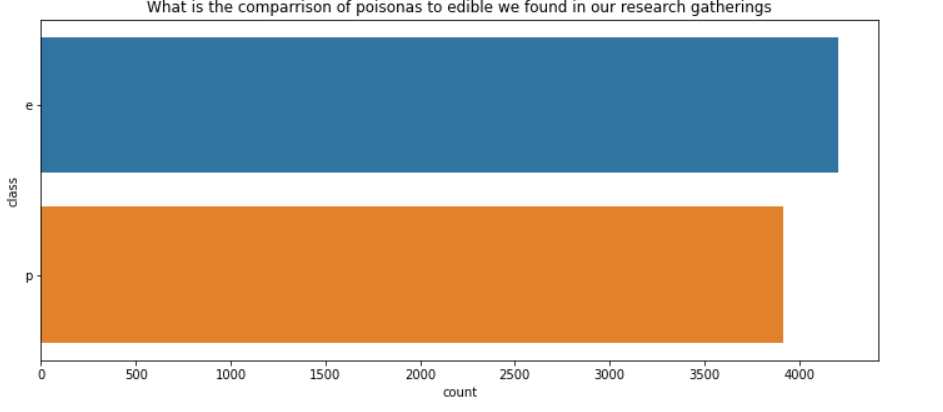 What is the comparrison of poisonas to edible we found in our research gatherings
e
class
p
0 500 1000 1500 2000 2500 3000 3500 4000
count